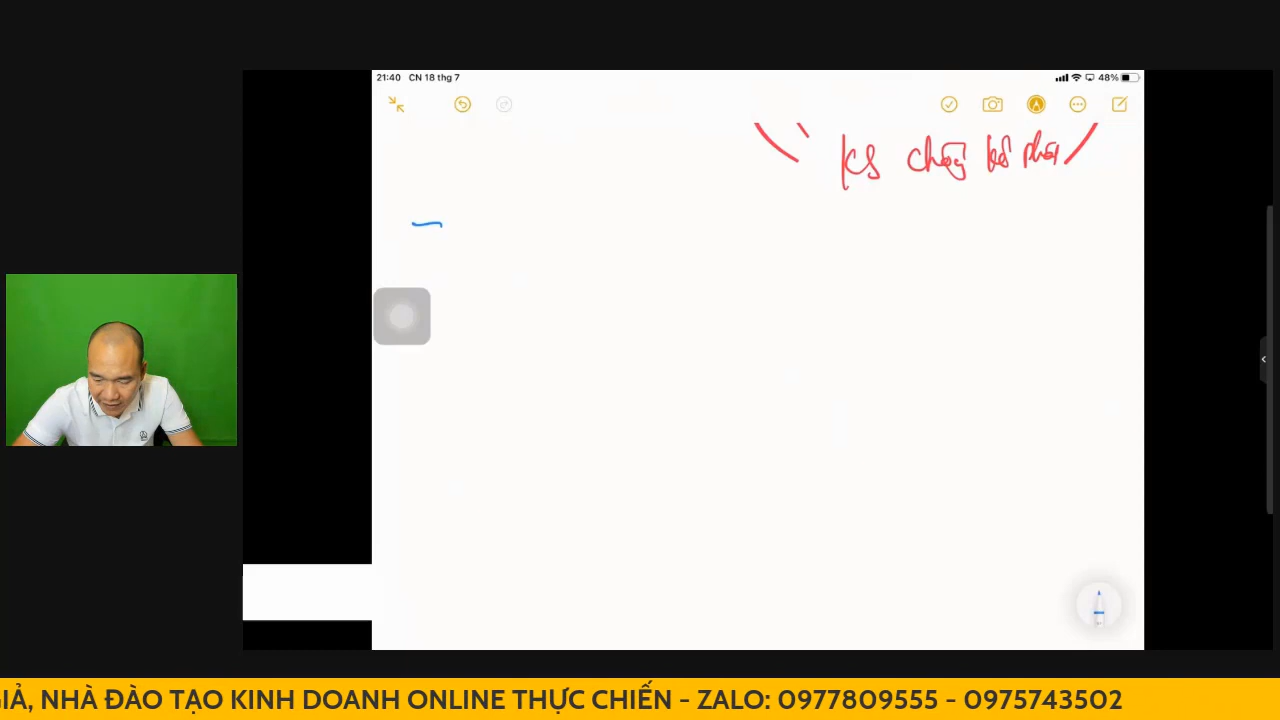 21:40 CN 18 thg 7
48%
KS
IẢ, NHÀ ĐÀO TẠO KINH DOANH ONLINE THỰC CHIẾN - ZALO: 0977809555 - 0975743502